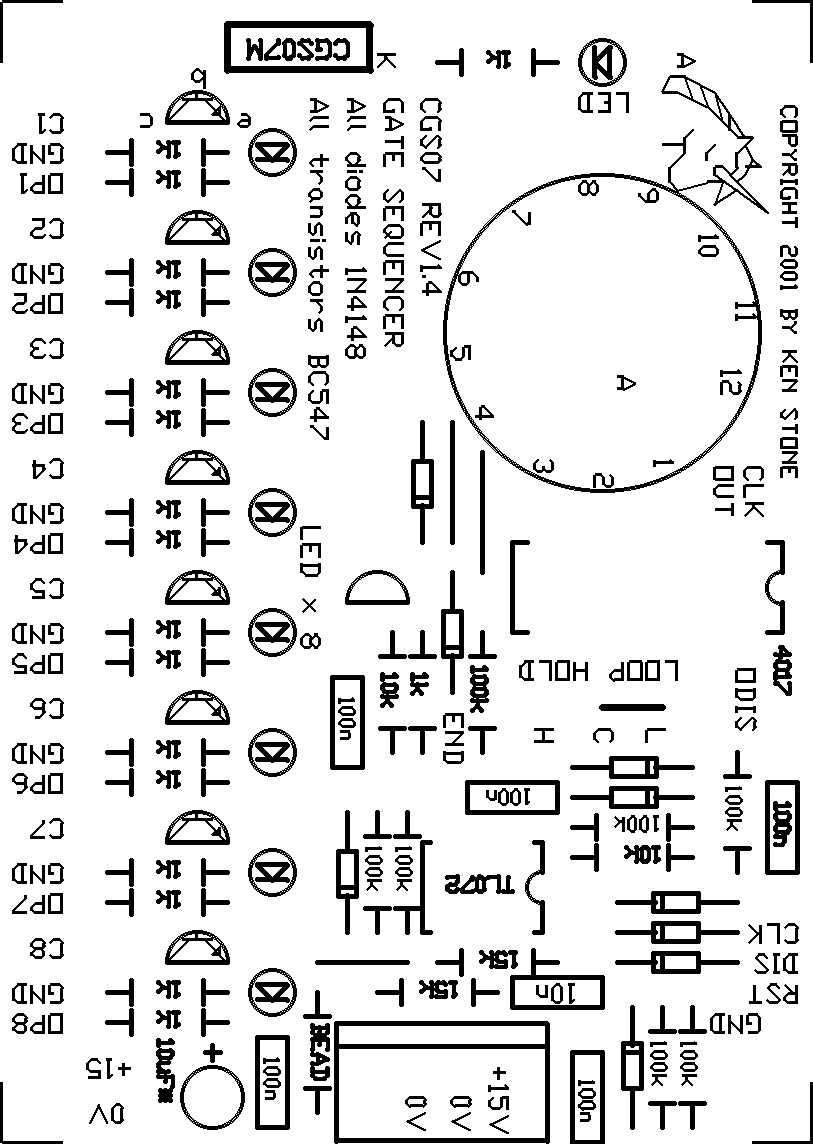 CGS07M
K
1k
LED
A
COPYRIGHT 2001 BY KEN STONE
CGS07 REV1.4
GATE SEQUENCER
All diodes 1N4148
All transistors BC547
LED x 8
b
c
e
C1
GND
1k
OP1
1k
C2
GND
1k
OP2
1k
C3
GND
1k
OP3
1k
C4
GND
1k
OP4
1k
C5
GND
1k
OP5
1k
C6
GND
1k
OP6
1k
C7
GND
1k
OP7
1k
C8
GND
1k
OP8
1k
+15
0V
10uF*
+
8
9
10
11
12
1
2
3
4
5
6
7
A
CLK
OUT
4017
LOOP HOLD
L C H
ODIS
END
10k
1k
100k
100n
100n
100k
10k
100k
100n
100k
100k
TL072
15k
15k
10n
CLK
DIS
RST
GND
100k
100k
BEAD
100n
100n
+15V
0V
0V